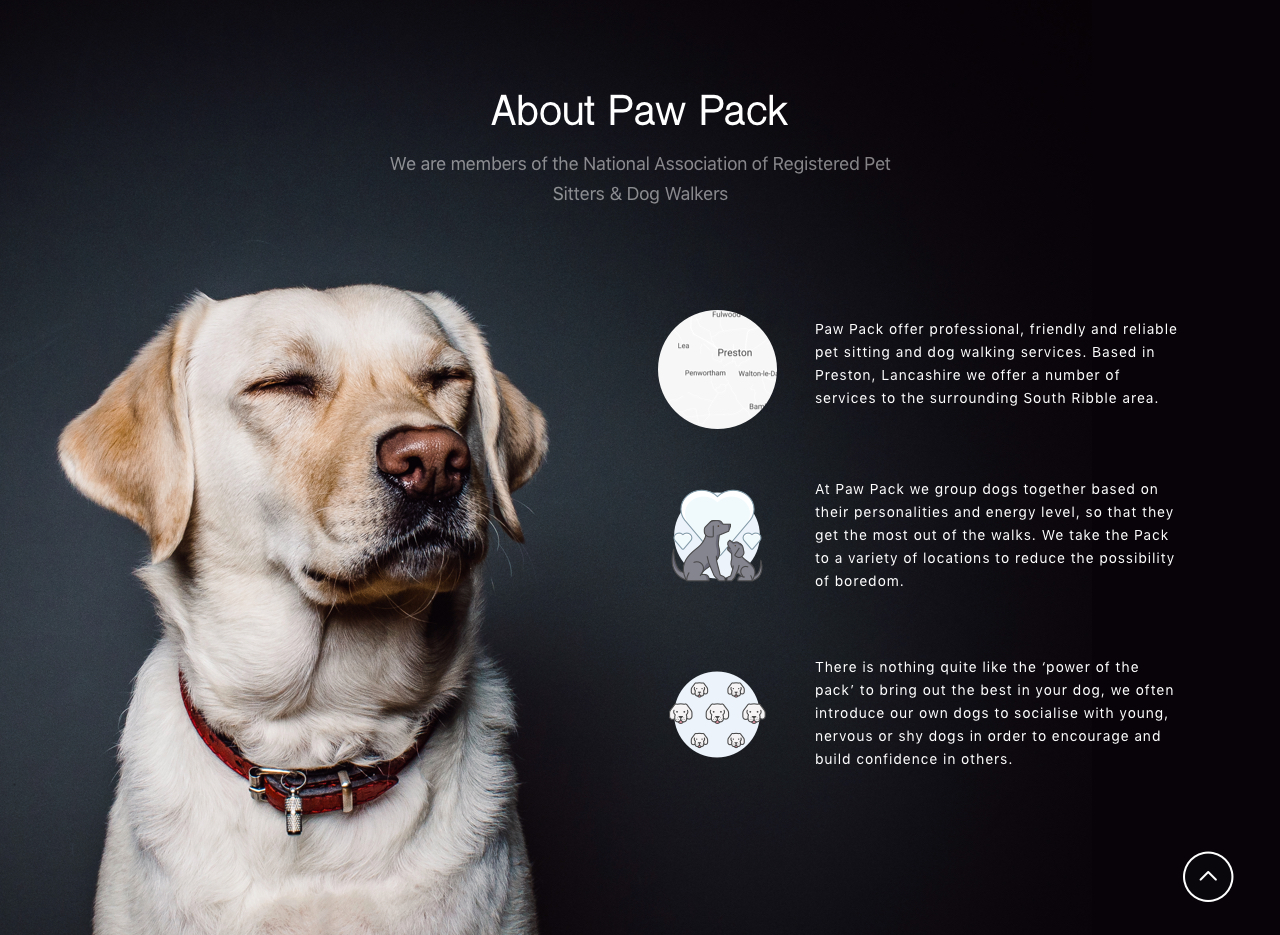 About Paw Pack
We are members of the National Association of Registered Pet
Sitters & Dog Walkers
Fulwood
Lea
Preston
Penwortham
Walton-le-Da
Bam
Paw Pack offer professional, friendly and reliable
pet sitting and dog walking services. Based in
Preston, Lancashire we offer a number of
services to the surrounding South Ribble area.
At Paw Pack we group dogs together based on
their personalities and energy level, so that they
get the most out of the walks. We take the Pack
to a variety of locations to reduce the possibility
of boredom.
There is nothing quite like the ‘power of the
pack’ to bring out the best in your dog, we often
introduce our own dogs to socialise with young,
nervous or shy dogs in order to encourage and
build confidence in others.